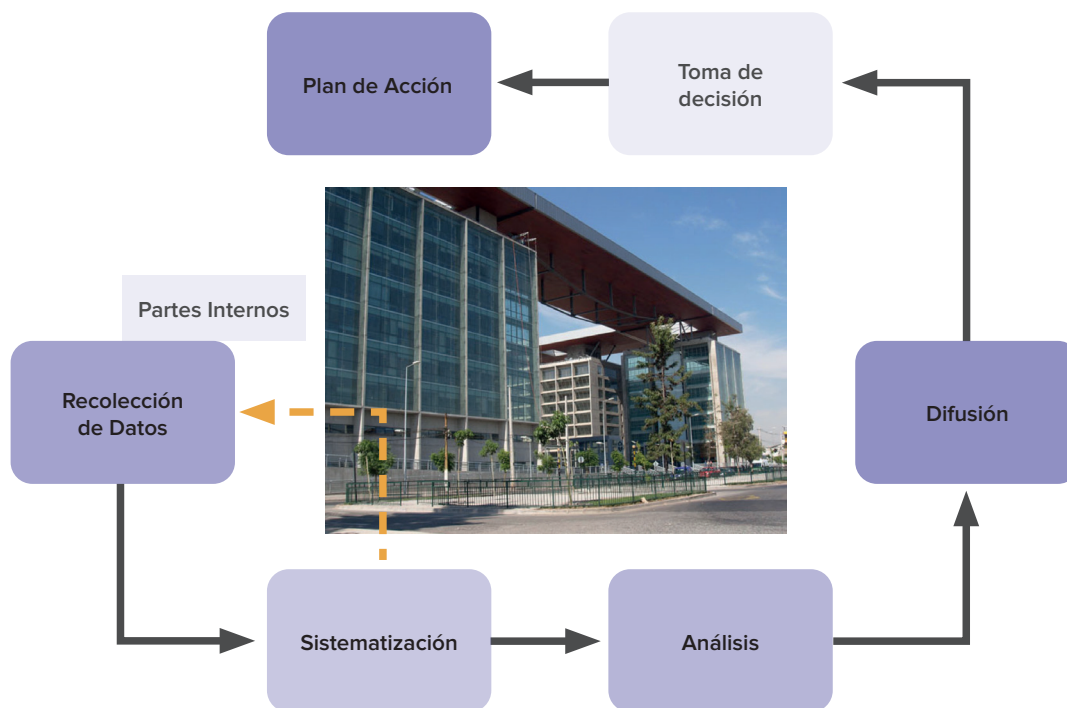 Plan de Acción
Toma de
decisión
Partes Internos
Recolección
de Datos
Difusión
Sistematización
Análisis